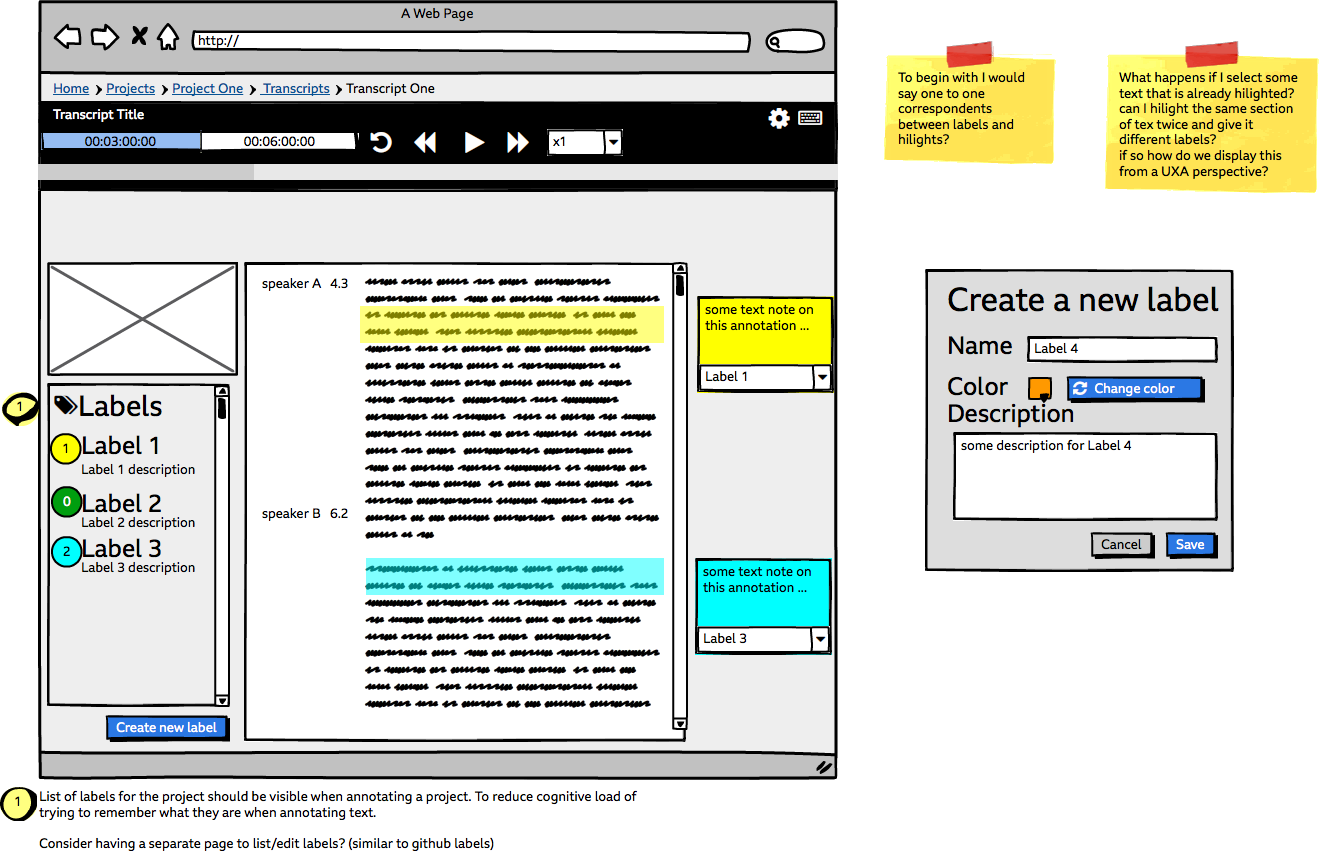 A Web Page
http://
Home Projects Project One Transcripts Transcript One
Transcript Title
00:03:00:00 00:06:00:00 x1
To begin with I would
say one to one
correspondents
between labels and
hilights?
What happens if I select some
text that is already hilighted?
can I hilight the same section
of tex twice and give it
different labels?
if so how do we display this
from a UXA perspective?
speaker A 4.3
speaker B 6.2
some text note on
this annotation ...
Label 1
some text note on
this annotation ...
Label 3
1
Labels
1 Label 1
Label 1 description
0 Label 2
Label 2 description
2 Label 3
Label 3 description
Create new label
Create a new label
Name Label 4
Color Change color
Description
some description for Label 4
Cancel Save
1 List of labels for the project should be visible when annotating a project. To reduce cognitive load of
trying to remember what they are when annotating text.
Consider having a separate page to list/edit labels? (similar to github labels)